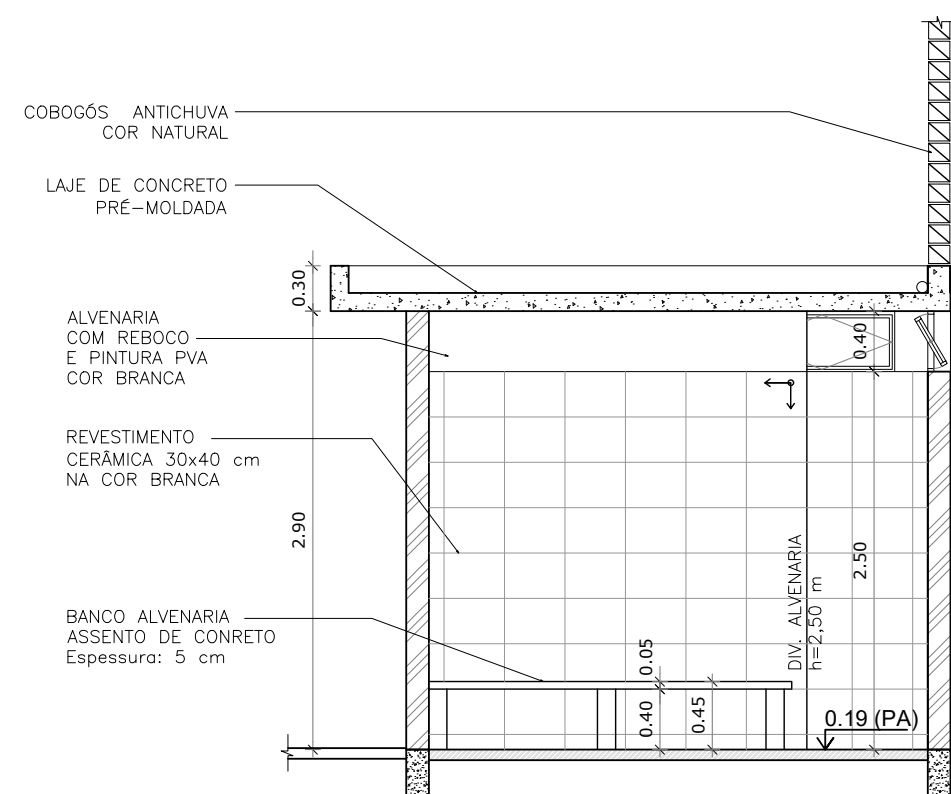 COBOGÓS ANTICHUVA
COR NATURAL
LAJE DE CONCRETO
PRÉ-MOLDADA
0.30
ALVENARIA
COM REBOCO
E PINTURA PVA
COR BRANCA
0.40
REVESTIMENTO
CERÂMICA 30x40 cm
NA COR BRANCA
2.90
2.50
DIV. ALVENARIA
h=2,50 m
BANCO ALVENARIA
ASSENTO DE CONRETO
Espessura: 5 cm
0.05
0.40
0.45
0.19 (PA)